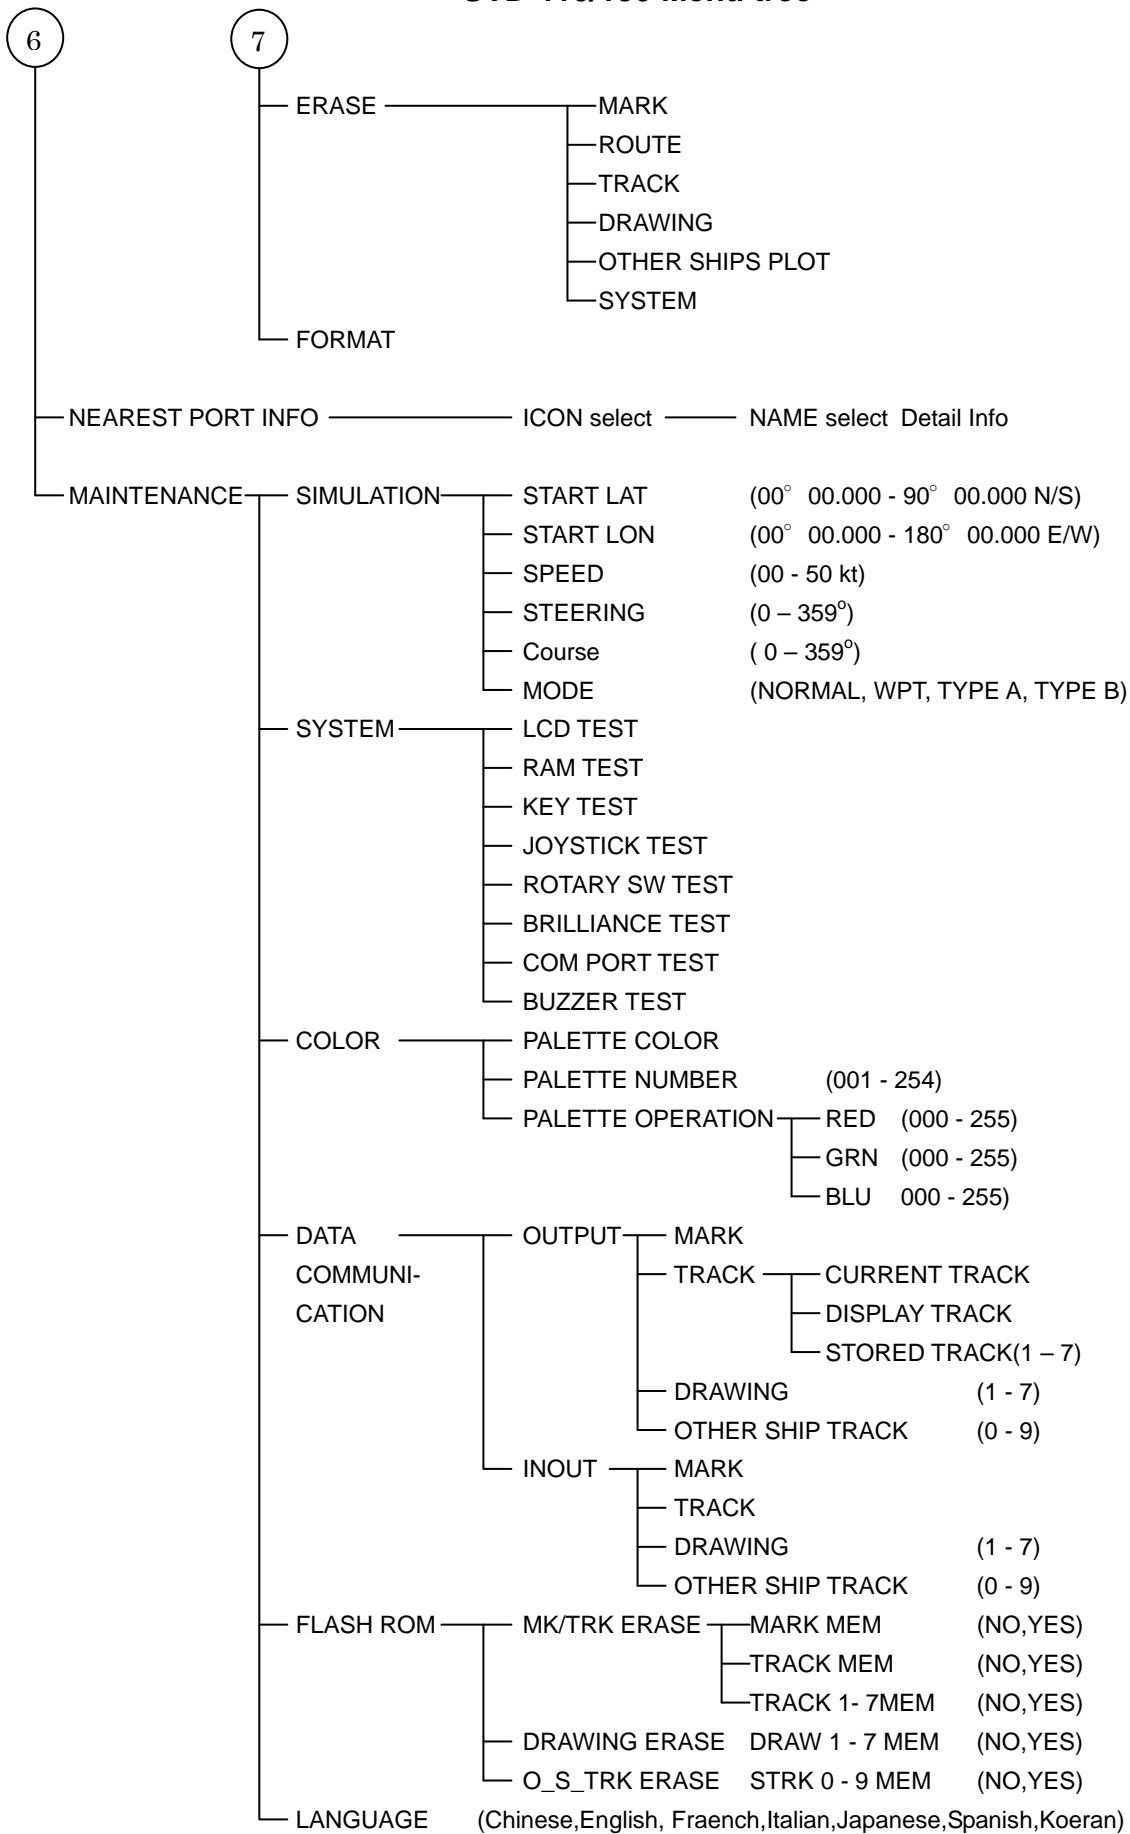 6 7
ERASE MARK
ROUTE
TRACK
DRAWING
OTHER SHIPS PLOT
SYSTEM
FORMAT
NEAREST PORT INFO ICON select NAME select Detail Info
MAINTENANCE SIMULATION START LAT (00° 00.000 - 90° 00.000 N/S)
START LON (00° 00.000 - 180° 00.000 E/W)
SPEED (00 - 50 kt)
STEERING (0 – 359°)
Course ( 0 – 359°)
MODE (NORMAL, WPT, TYPE A, TYPE B)
SYSTEM LCD TEST
RAM TEST
KEY TEST
JOYSTICK TEST
ROTARY SW TEST
BRILLIANCE TEST
COM PORT TEST
BUZZER TEST
COLOR PALETTE COLOR
PALETTE NUMBER (001 - 254)
PALETTE OPERATION RED (000 - 255)
GRN (000 - 255)
BLU 000 - 255)
DATA OUTPUT MARK
COMMUNI- TRACK CURRENT TRACK
CATION DISPLAY TRACK
STORED TRACK(1 – 7)
DRAWING (1 - 7)
OTHER SHIP TRACK (0 - 9)
INOUT MARK
TRACK
DRAWING (1 - 7)
OTHER SHIP TRACK (0 - 9)
FLASH ROM MK/TRK ERASE MARK MEM (NO,YES)
TRACK MEM (NO,YES)
TRACK 1- 7MEM (NO,YES)
DRAWING ERASE DRAW 1 - 7 MEM (NO,YES)
O_S_TRK ERASE STRK 0 - 9 MEM (NO,YES)
LANGUAGE (Chinese,English, Fraench,Italian,Japanese,Spanish,Koeran)